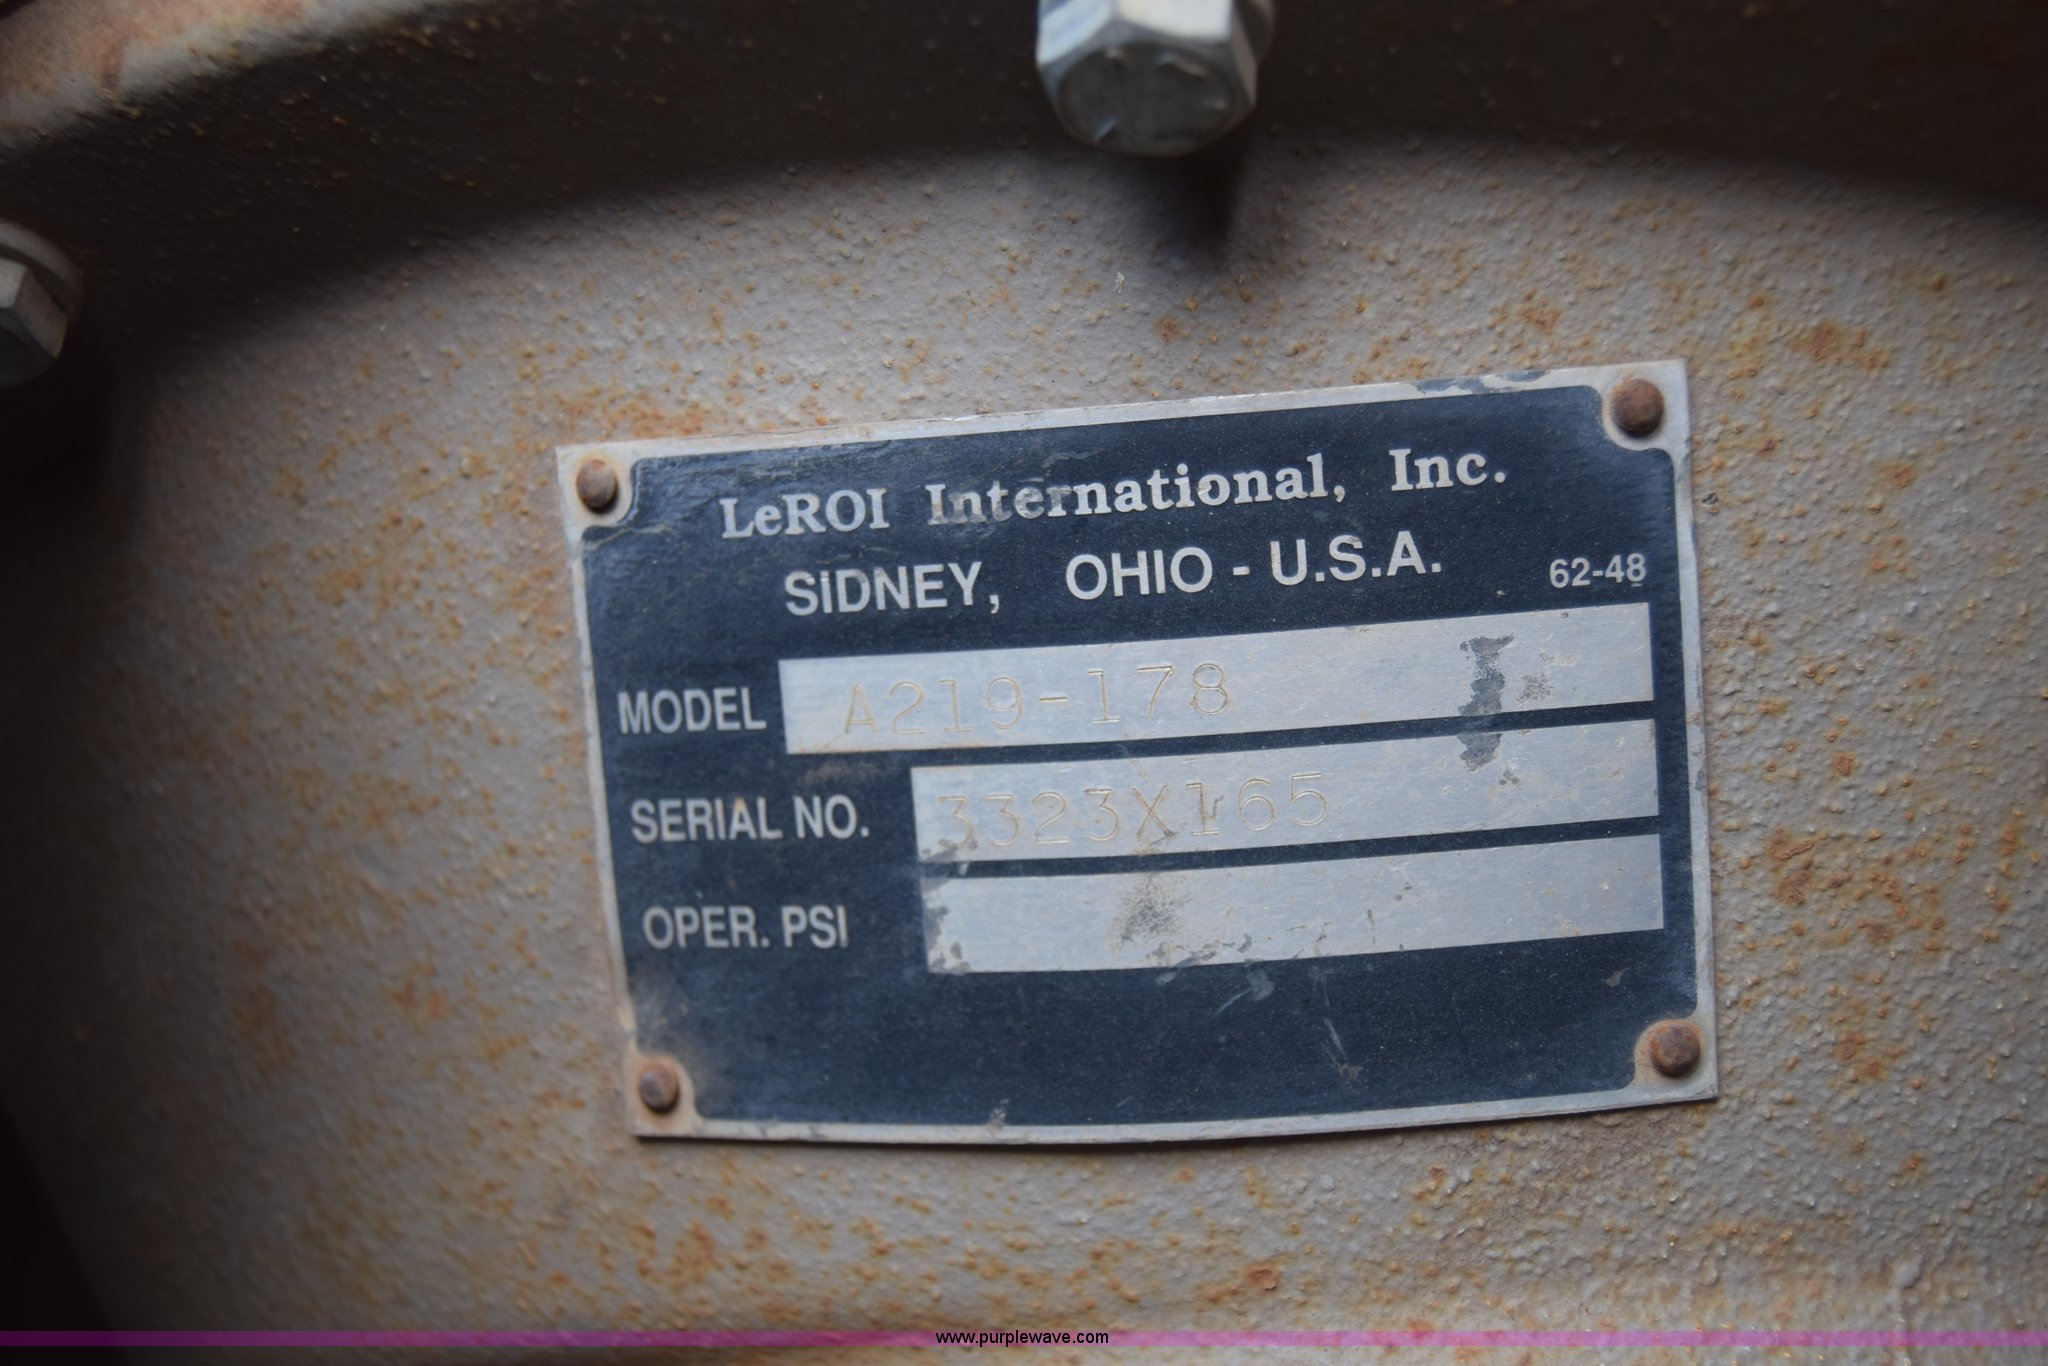 LeROI International, Inc.
SIDNEY, OHIO - U.S.A. 62-48
MODEL A219-178
SERIAL NO. 3323X165
OPER. PSI
www.purplewave.com